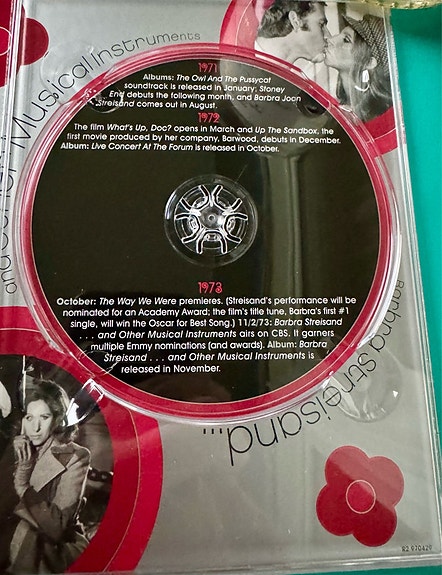 Musical Instruments
1971
Albums: The Owl And The Pussycat
soundtrack is released in January; Stoney
End debuts the following month, and Barbra Joan
Streisand comes out in August.
1972
The film What's Up, Doc? opens in March and Up The Sandbox, the
first movie produced by her company, Barwood, debuts in December.
Album: Live Concert At The Forum is released in October.
1973
October: The Way We Were premieres. (Streisand's performance will be
nominated for an Academy Award; the film's title tune, Barbra's first #1
single, will win the Oscar for Best Song.) 11/2/73: Barbra Streisand
. . . and Other Musical Instruments airs on CBS. It garners
multiple Emmy nominations (and awards). Album: Barbra
Streisand . . . and Other Musical Instruments is
released in November.
Barbra Streisand....
R2 970429